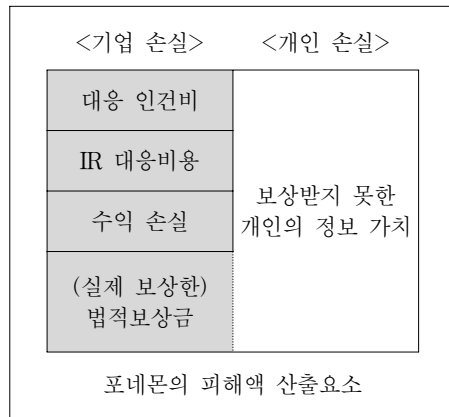 <기업 손실> <개인 손실>
대응 인건비
IR 대응비용
수익 손실
(실제 보상한)
법적보상금
보상받지 못한
개인의 정보 가치
포네몬의 피해액 산출요소